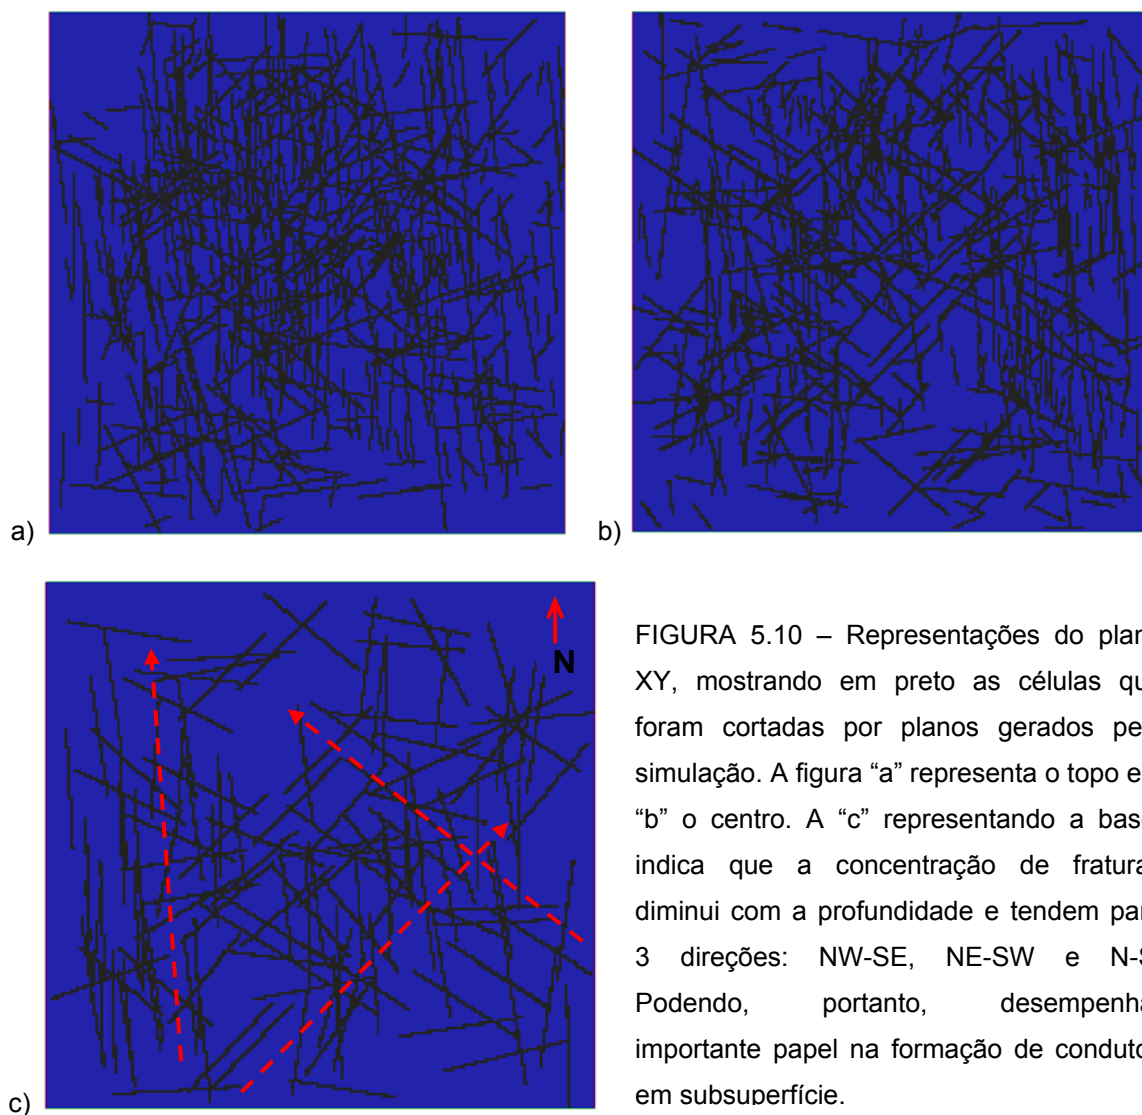 a)
b)
N
c)
FIGURA 5.10 – Representações do plan
XY, mostrando em preto as células qu
foram cortadas por planos gerados pe
simulação. A figura “a” representa o topo e
“b” o centro. A “c” representando a bas
indica que a concentração de fratura
diminui com a profundidade e tendem par
3 direções: NW-SE, NE-SW e N-S
Podendo, portanto, desempenha
importante papel na formação de conduto
em subsuperfície.